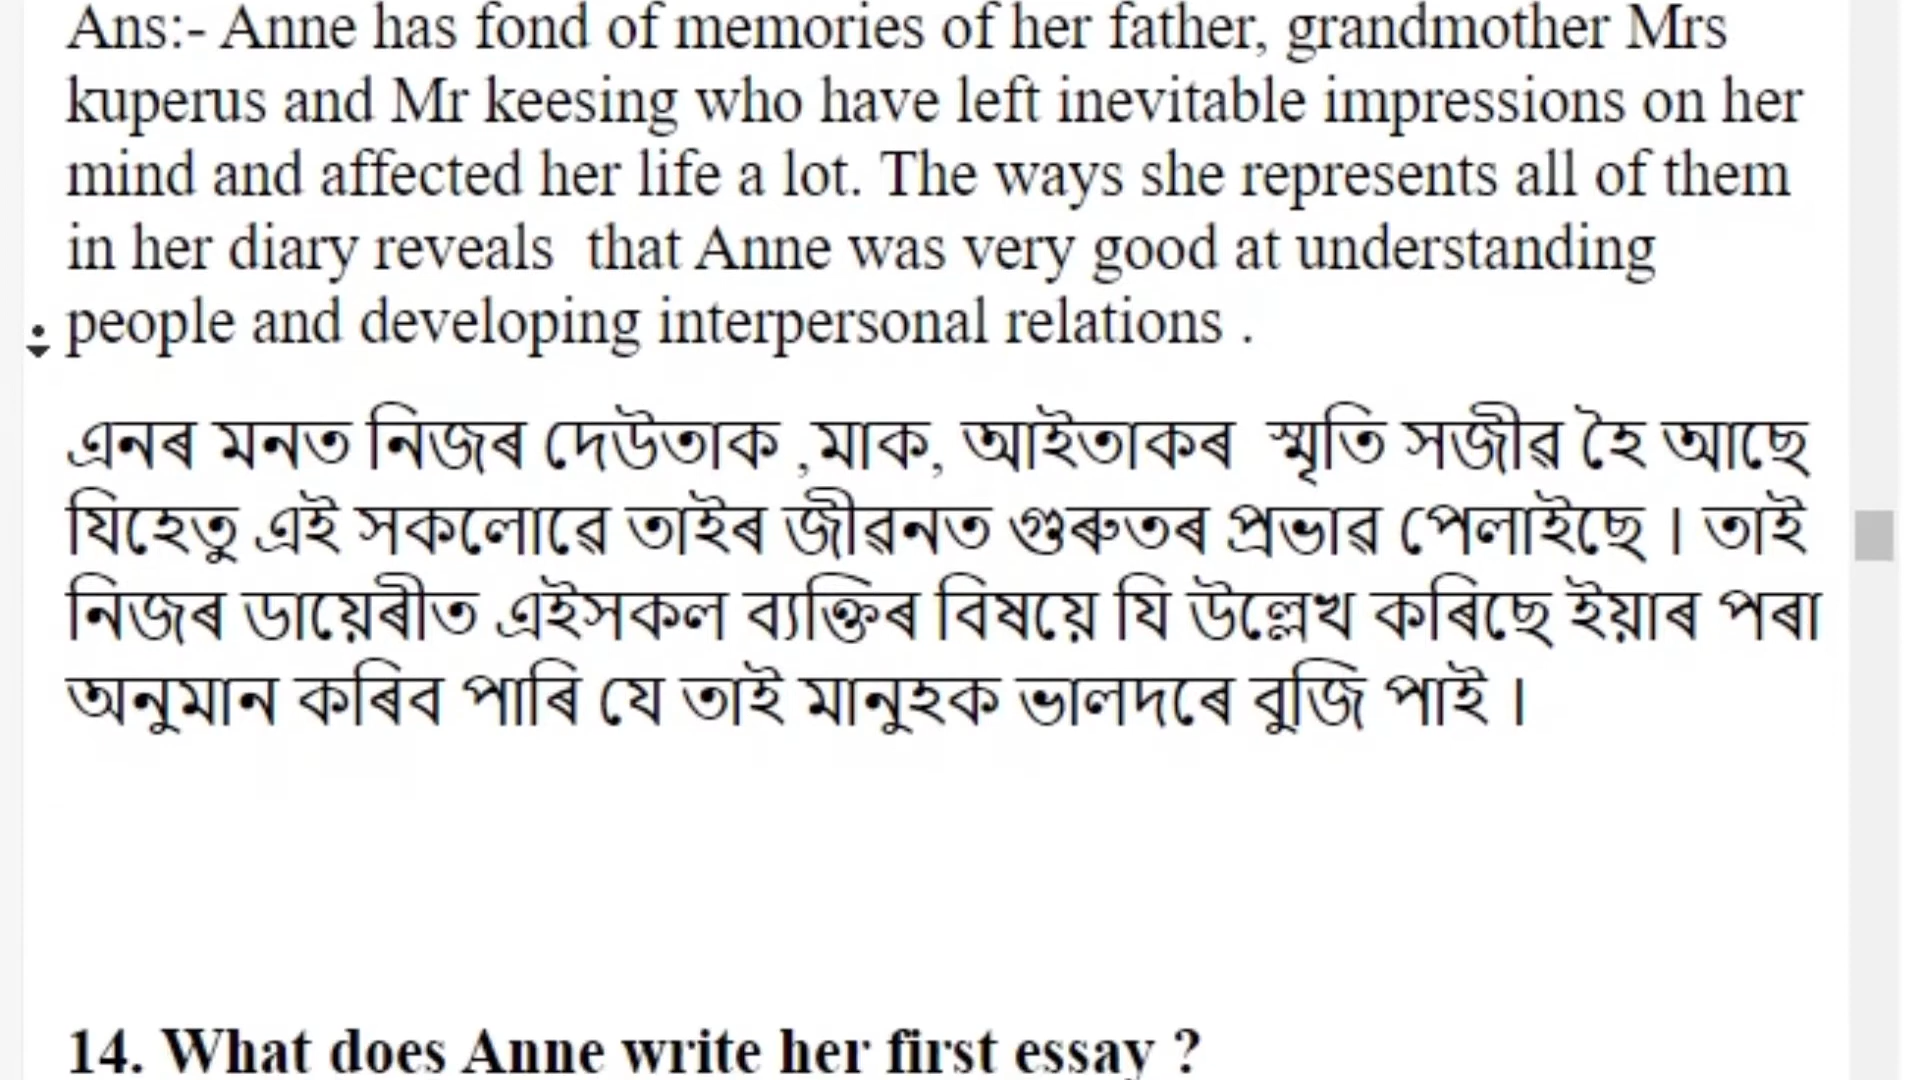 Ans:- Anne has fond of memories of her father, grandmother Mrs
kuperus and Mr keesing who have left inevitable impressions on her
mind and affected her life a lot. The ways she represents all of them
in her diary reveals  that Anne was very good at understanding
people and developing interpersonal relations .
এনৰ মনত নিজৰ দেউতাক ,মাক, আইতাকৰ  স্মৃতি সজীৱ হৈ আছে
যিহেতু এই সকলোৱে তাইৰ জীৱনত গুৰুতৰ প্ৰভাৱ পেলাইছে । তাই
নিজৰ ডায়েৰীত এইসকল ব্যক্তিৰ বিষয়ে যি উল্লেখ কৰিছে ইয়াৰ পৰা
অনুমান কৰিব পাৰি যে তাই মানুহক ভালদৰে বুজি পাই ।
14. What does Anne write her first essay ?